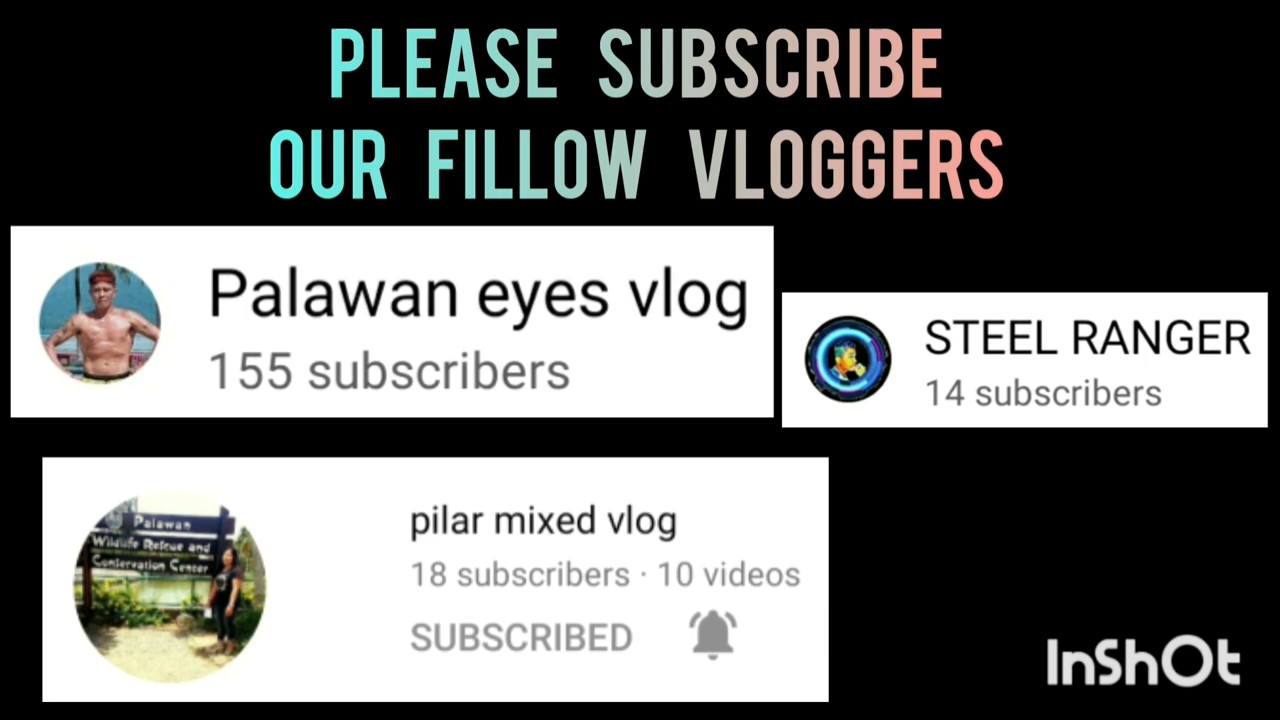 PLEASE SUBSCRIBE
OUR FILLOW VLOGGERS
Palawan eyes vlog
155 subscribers
STEEL RANGER
14 subscribers
Palawan
Wildlife Rescue and
Conservation Center
pilar mixed vlog
18 subscribers · 10 videos
SUBSCRIBED
InShOt